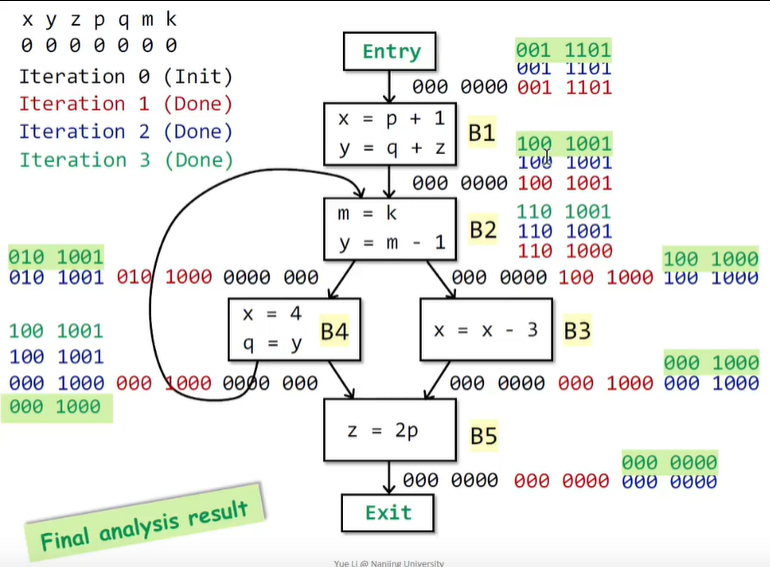 x y z p q m k
0 0 0 0 0 0 0
Iteration 0 (Init)
Iteration 1 (Done)
Iteration 2 (Done)
Iteration 3 (Done)
Entry
001 1101
001 1101
000 0000 001 1101
x = p + 1
y = q + z
B1
100 1001
100 1001
000 0000 100 1001
m = k
y = m - 1
B2
110 1001
110 1001
110 1000
010 1001
010 1001 010 1000 0000 000
100 1000
000 0000 100 1000 100 1000
x = 4
q = y
B4
x = x - 3
B3
100 1001
100 1001
000 1000 000 1000 0000 000
000 1000
000 1000
000 0000 000 1000 000 1000
z = 2p
B5
000 0000
000 0000 000 0000 000 0000
Exit
Final analysis result
Yue Li @ Nanjing University